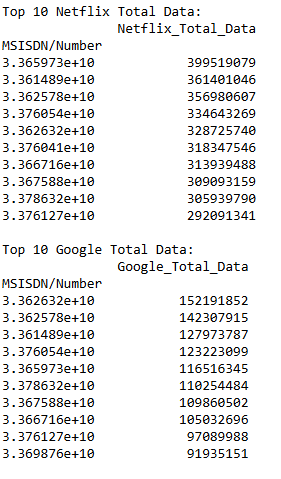 Top 10 Netflix Total Data:
Netflix_Total_Data
MSISDN/Number
3.365973e+10 399519079
3.361489e+10 361401046
3.362578e+10 356980607
3.376054e+10 334643269
3.362632e+10 328725740
3.376041e+10 318347546
3.366716e+10 313939488
3.367588e+10 309093159
3.378632e+10 305939790
3.376127e+10 292091341
Top 10 Google Total Data:
Google_Total_Data
MSISDN/Number
3.362632e+10 152191852
3.362578e+10 142307915
3.361489e+10 127973787
3.376054e+10 123223099
3.365973e+10 116516345
3.378632e+10 110254484
3.367588e+10 109860502
3.366716e+10 105032696
3.376127e+10 97089988
3.369876e+10 91935151